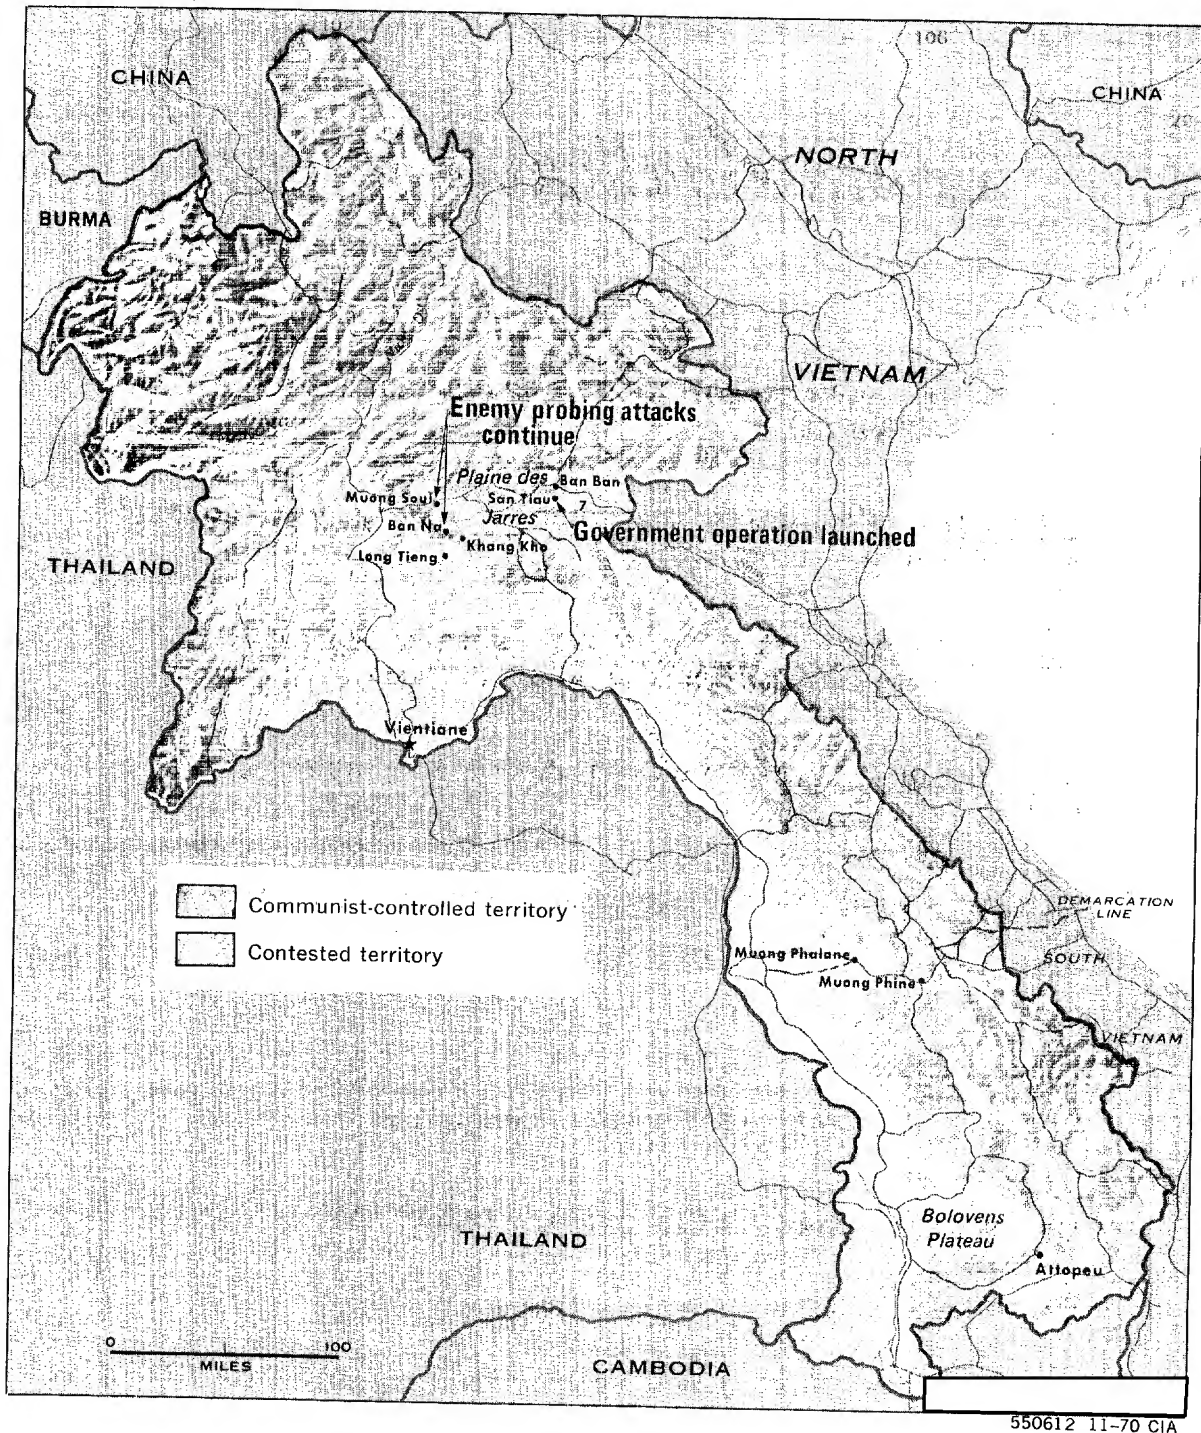 106
CHINA
CHINA
NORTH
BURMA
VIETNAM
Enemy probing attacks
continue
Plaine des
Ban Ban
Muong Soui
San Tiau
7
Jarres
Ban Na
Government operation launched
Khang Kho
Long Tieng
THAILAND
Vientiane
Communist-controlled territory
Contested territory
DEMARCATION
LINE
Muong Phalane
SOUTH
Muong Phine
VIETNAM
Bolovens
Plateau
THAILAND
Attopeu
0
100
MILES
CAMBODIA
550612 11-70 CIA